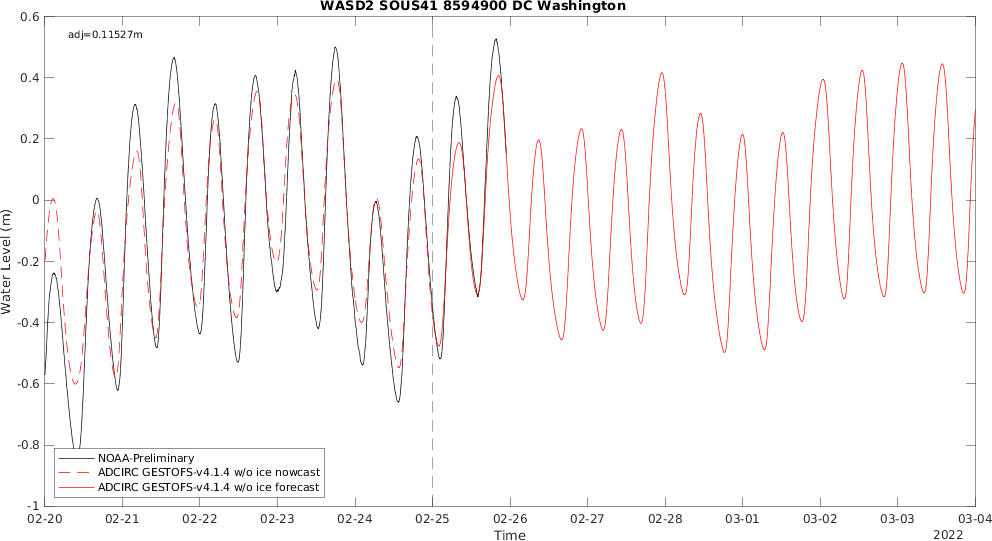 WASD2 SOUS41 8594900 DC Washington
adj=0.11527m
0.6
0.4
0.2
0
-0.2
-0.4
-0.6
-0.8
-1
Water Level (m)
NOAA-Preliminary
ADCIRC GESTOFS-v4.1.4 w/o ice nowcast
ADCIRC GESTOFS-v4.1.4 w/o ice forecast
02-20 02-21 02-22 02-23 02-24 02-25 02-26 02-27 02-28 03-01 03-02 03-03 03-04
Time
2022